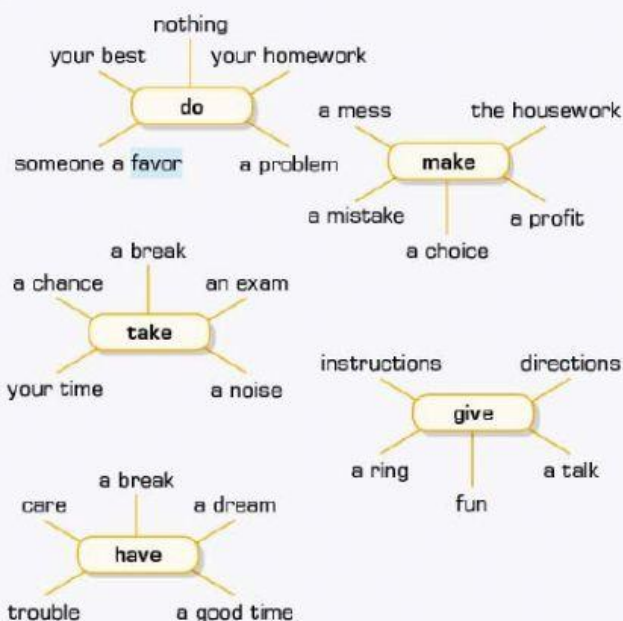 nothing
your best your homework
do
someone a favor a problem
a mess the housework
make
a mistake a profit
a choice
a break
a chance an exam
take
your time a noise
instructions directions
give
a ring a talk
fun
a break
care a dream
have
trouble a good time